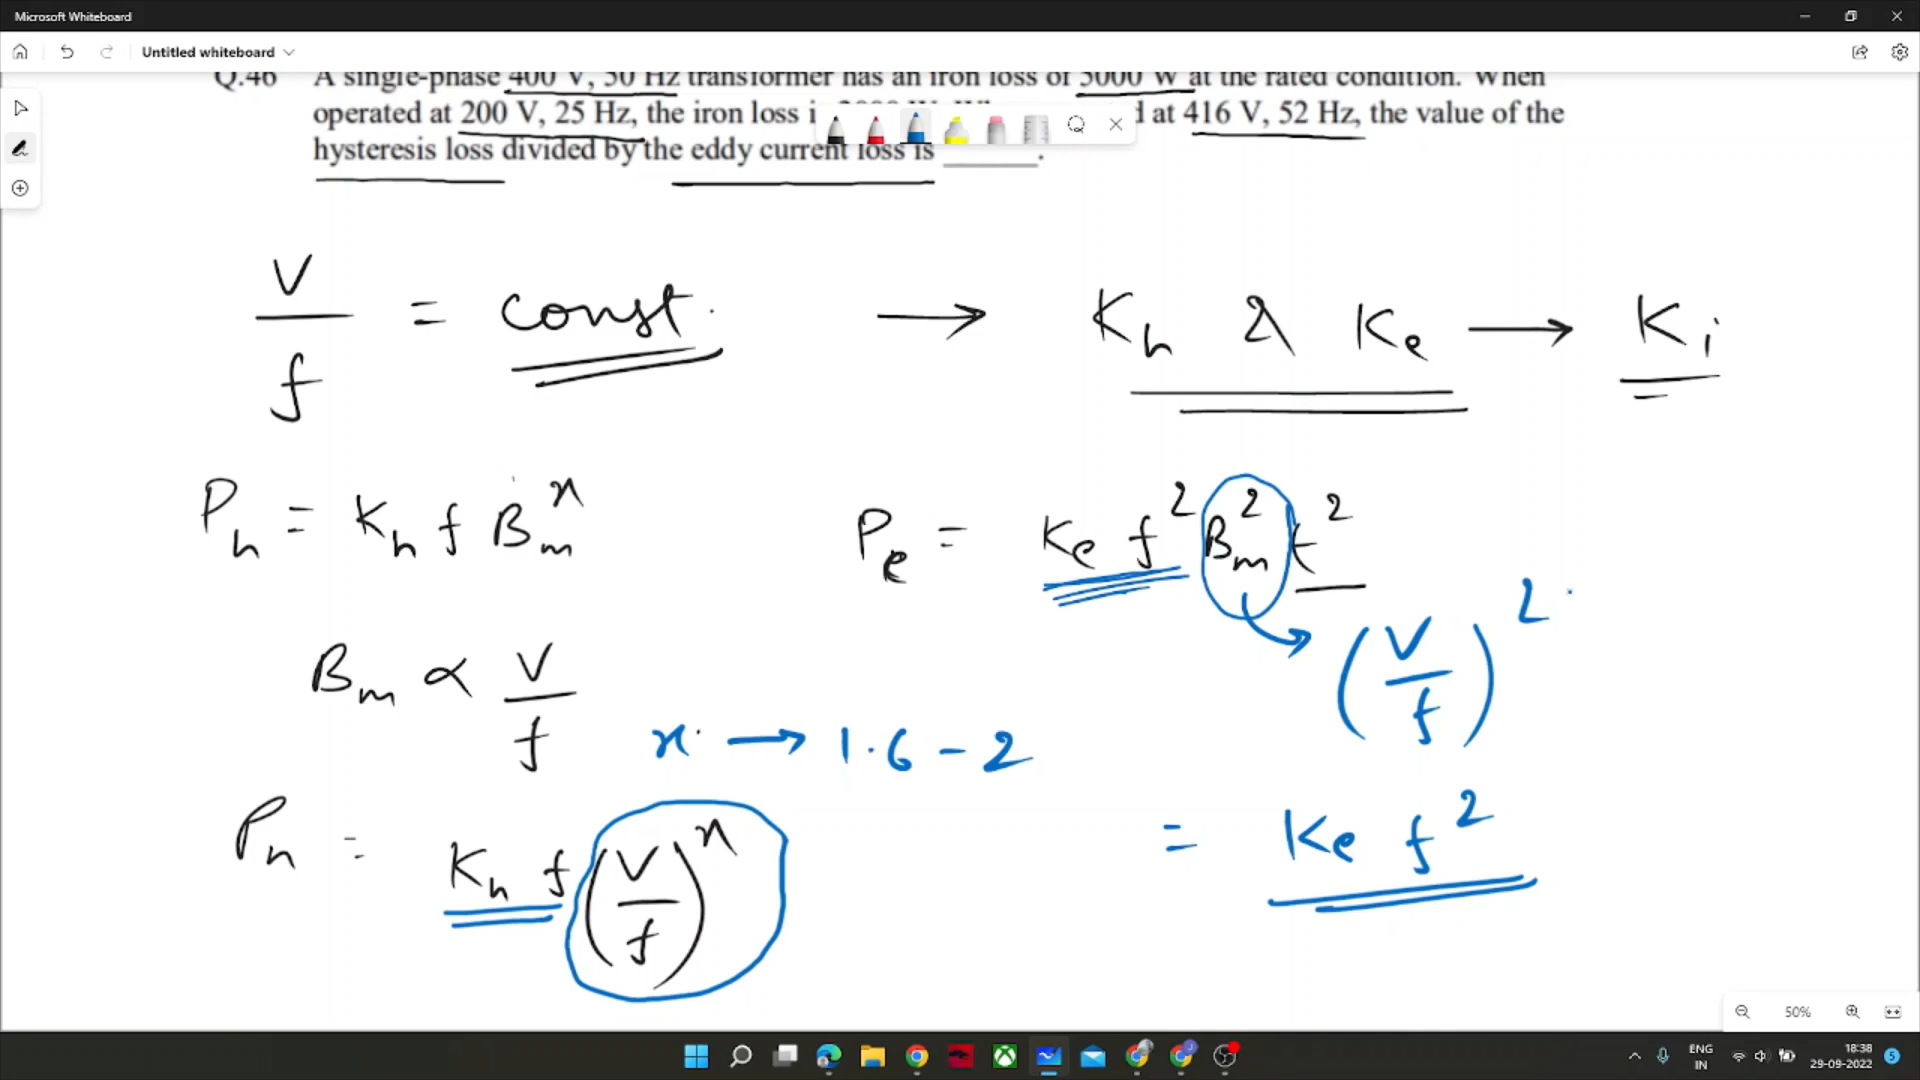 Microsoft Whiteboard
Untitled whiteboard
Q.46 A single-phase 400 V, 50 Hz transformer has an iron loss of 5000 W at the rated condition. When
operated at 200 V, 25 Hz, the iron loss i d at 416 V, 52 Hz, the value of the
hysteresis loss divided by the eddy current loss is ______.
V/f = const. → Kh & Ke → Ki
Ph = Kh f Bm^x
Pe = Ke f^2 Bm^2 t^2
(V/f)^2
Bm ∝ V/f
x → 1.6 - 2
Ph = Kh f (V/f)^x
= Ke f^2
50%
ENG
IN
18:38
29-09-2022
5